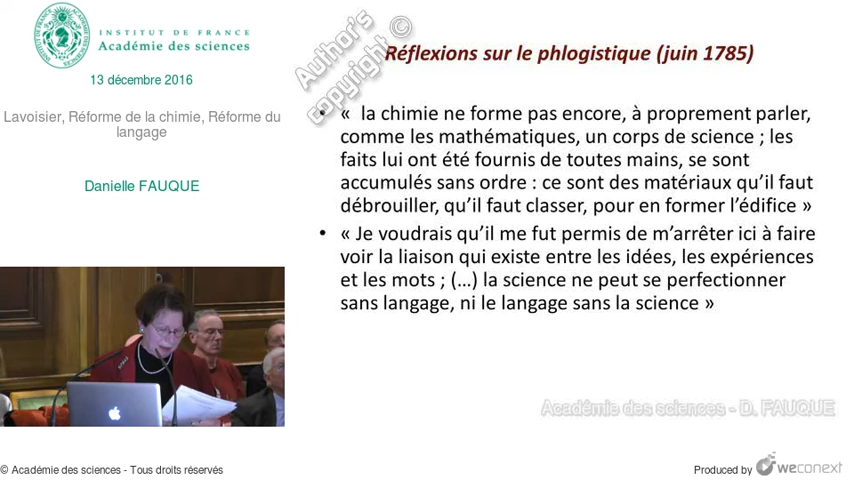 INSTITUT DE FRANCE
Académie des sciences
13 décembre 2016
Lavoisier, Réforme de la chimie, Réforme du
langage
Danielle FAUQUE
Author's
copyright ©
Réflexions sur le phlogistique (juin 1785)
• « la chimie ne forme pas encore, à proprement parler,
comme les mathématiques, un corps de science ; les
faits lui ont été fournis de toutes mains, se sont
accumulés sans ordre : ce sont des matériaux qu’il faut
débrouiller, qu’il faut classer, pour en former l’édifice »
• « Je voudrais qu’il me fut permis de m’arrêter ici à faire
voir la liaison qui existe entre les idées, les expériences
et les mots ; (…) la science ne peut se perfectionner
sans langage, ni le langage sans la science »
Académie des sciences - D. FAUQUE
© Académie des sciences - Tous droits réservés
Produced by weconext